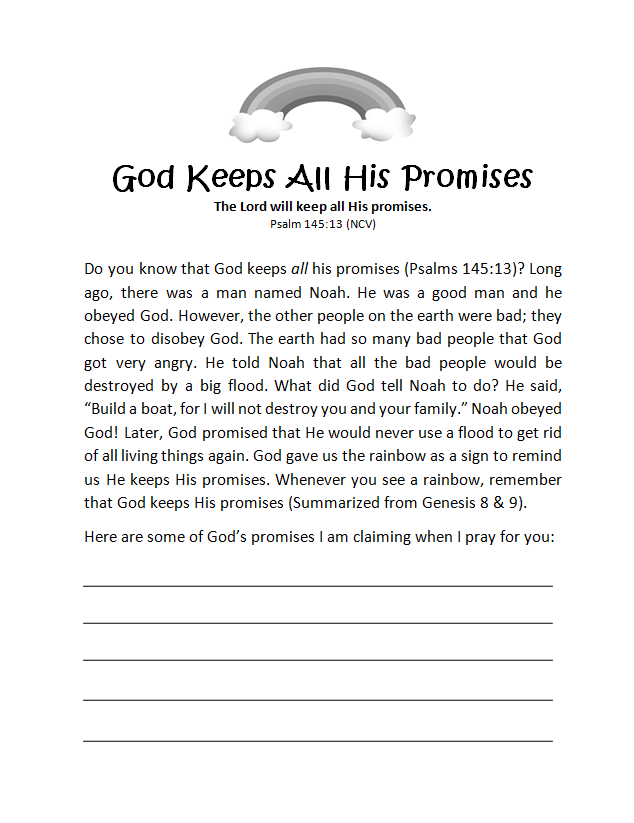 God Keeps All His Promises
The Lord will keep all His promises.
Psalm 145:13 (NCV)
Do you know that God keeps all his promises (Psalms 145:13)? Long
ago, there was a man named Noah. He was a good man and he
obeyed God. However, the other people on the earth were bad; they
chose to disobey God. The earth had so many bad people that God
got very angry. He told Noah that all the bad people would be
destroyed by a big flood. What did God tell Noah to do? He said,
“Build a boat, for I will not destroy you and your family.” Noah obeyed
God! Later, God promised that He would never use a flood to get rid
of all living things again. God gave us the rainbow as a sign to remind
us He keeps His promises. Whenever you see a rainbow, remember
that God keeps His promises (Summarized from Genesis 8 & 9).
Here are some of God’s promises I am claiming when I pray for you: